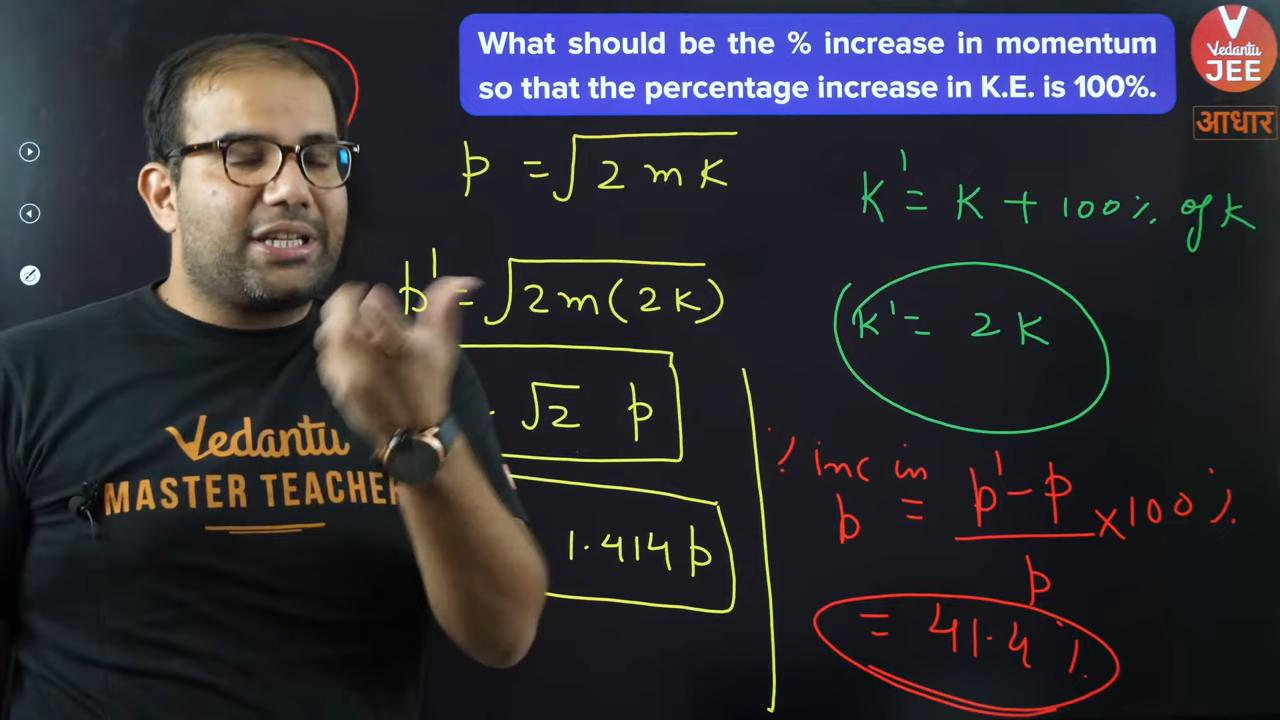 What should be the % increase in momentum
so that the percentage increase in K.E. is 100%.
Vedantu
JEE
आधार
p = √2mK
p' = √2m(2K)
√2 p
1.414 p
K' = K + 100% of K
K' = 2K
% inc in
p = (p' - p)/p × 100%
= 41.4%
Vedantu
MASTER TEACHER